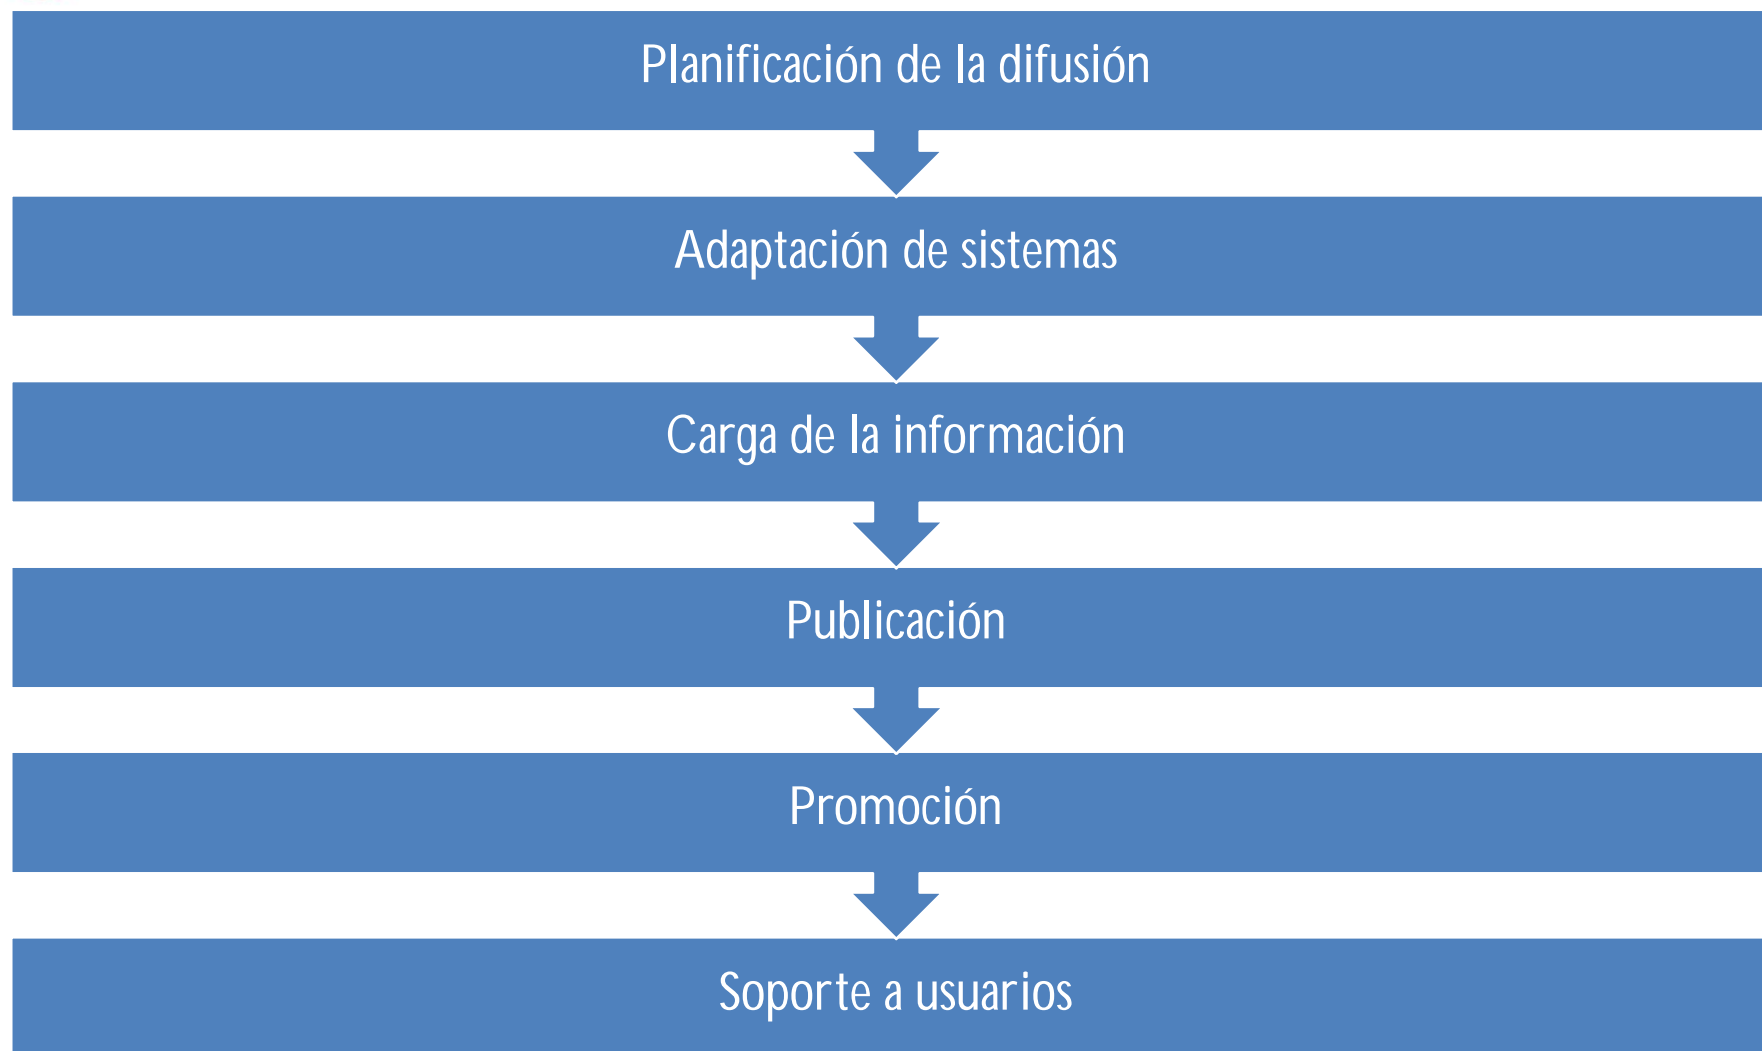 Planificación de la difusión
Adaptación de sistemas
Carga de la información
Publicación
Promoción
Soporte a usuarios